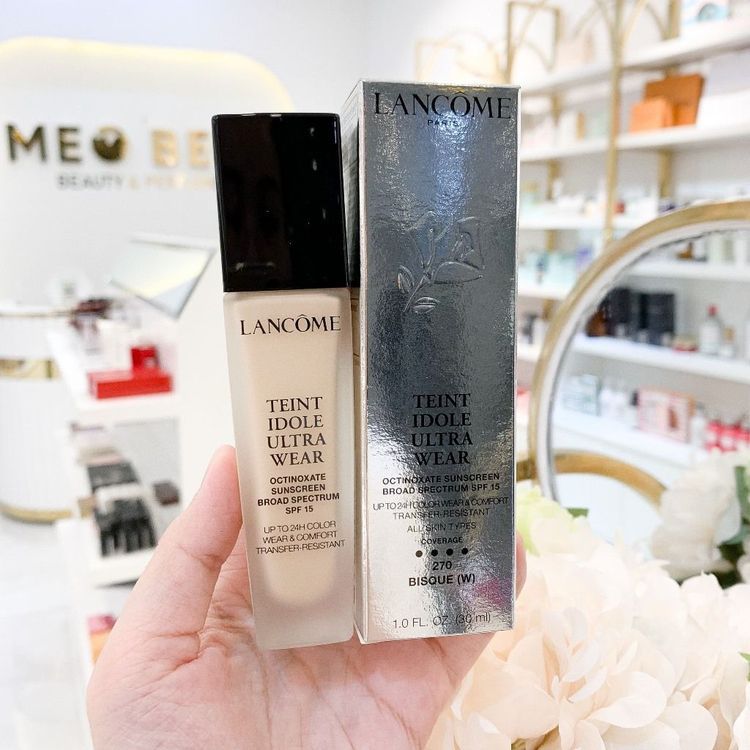 MEO BE
BEAUTY &
LANCÔME
TEINT
IDOLE
ULTRA
WEAR
OCTINOXATE SUNSCREEN
BROAD SPECTRUM
SPF 15
UP TO 24H COLOR
WEAR & COMFORT
TRANSFER-RESISTANT
LANCÔME
PARIS
TEINT
IDOLE
ULTRA
WEAR
OCTINOXATE SUNSCREEN
BROAD SPECTRUM SPF 15
UP TO 24H COLOR WEAR & COMFORT
TRANSFER-RESISTANT
ALL SKIN TYPES
COVERAGE
270
BISQUE (W)
1.0 FL. OZ. (30 ml)